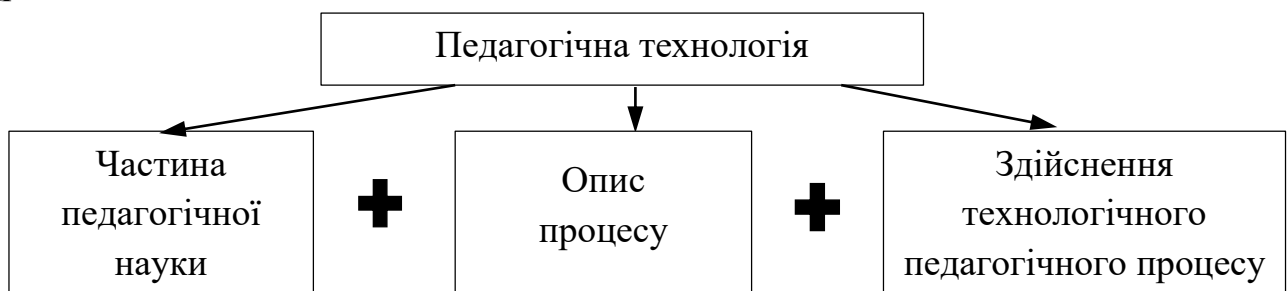 Педагогічна технологія
Частина
педагогічної
науки
Опис
процесу
Здійснення
технологічного
педагогічного процесу